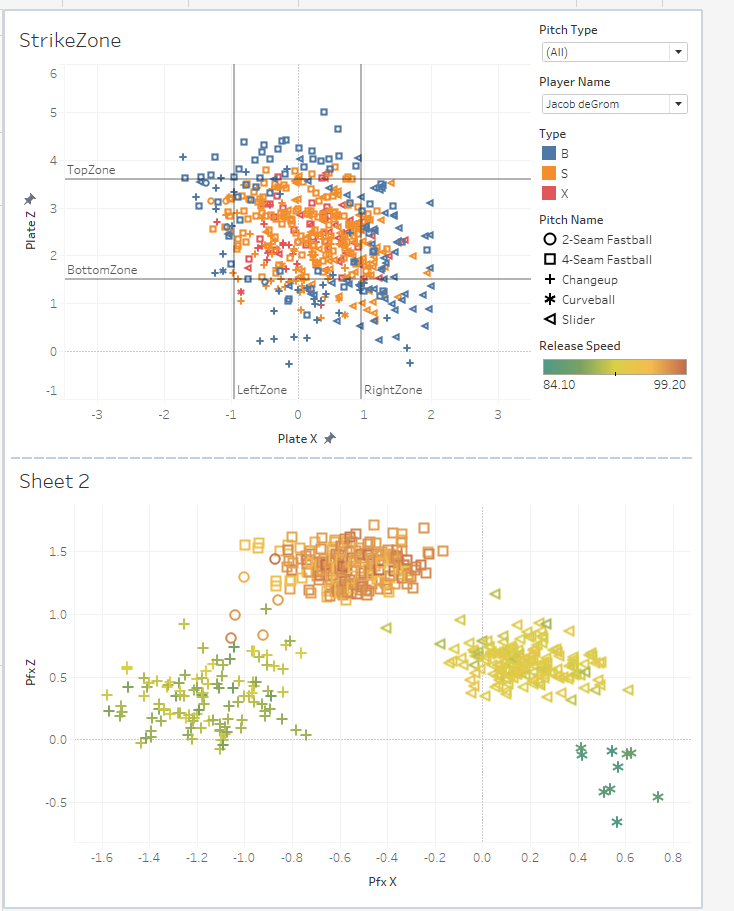 StrikeZone
Pitch Type
(All)
Player Name
Jacob deGrom
Type
B
S
X
Pitch Name
2-Seam Fastball
4-Seam Fastball
Changeup
Curveball
Slider
Release Speed
84.10 99.20
6
5
4
3
2
1
0
-1
Plate Z
TopZone
BottomZone
LeftZone
RightZone
-3 -2 -1 0 1 2 3
Plate X
Sheet 2
1.5
1.0
0.5
0.0
-0.5
Pfx Z
-1.6 -1.4 -1.2 -1.0 -0.8 -0.6 -0.4 -0.2 0.0 0.2 0.4 0.6 0.8
Pfx X